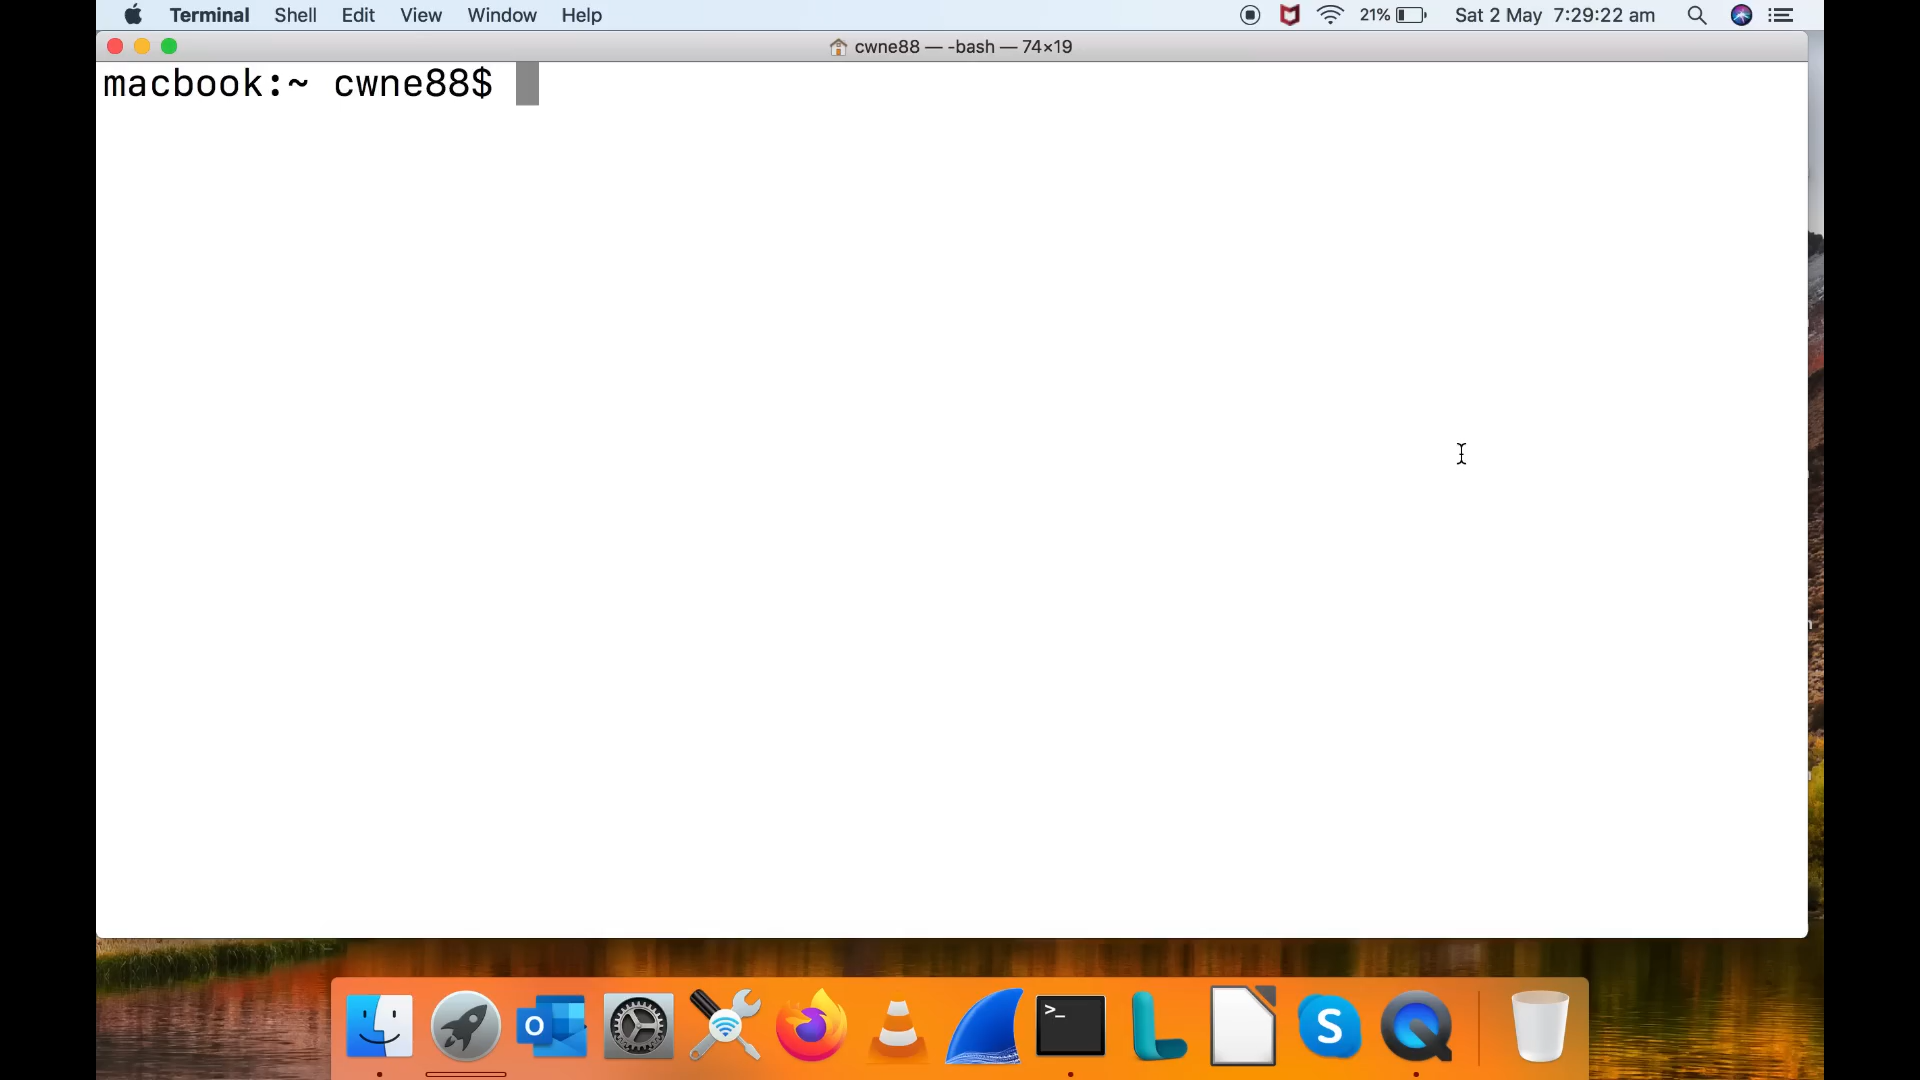 Terminal Shell Edit View Window Help 21% Sat 2 May 7:29:22 am
cwne88 — -bash — 74×19
macbook:~ cwne88$
>_
O
S